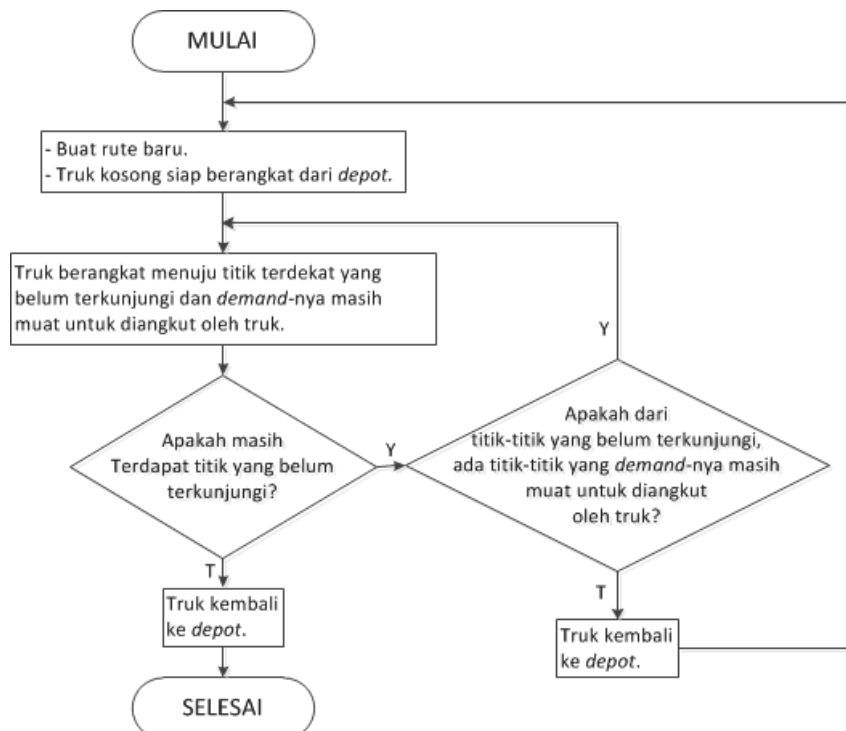 MULAI
- Buat rute baru.
- Truk kosong siap berangkat dari depot.
Truk berangkat menuju titik terdekat yang
belum terkunjungi dan demand-nya masih
muat untuk diangkut oleh truk.
Y
Apakah masih
Terdapat titik yang belum
terkunjungi?
Y
Apakah dari
titik-titik yang belum terkunjungi,
ada titik-titik yang demand-nya masih
muat untuk diangkut
oleh truk?
T
Truk kembali
ke depot.
T
Truk kembali
ke depot.
SELESAI